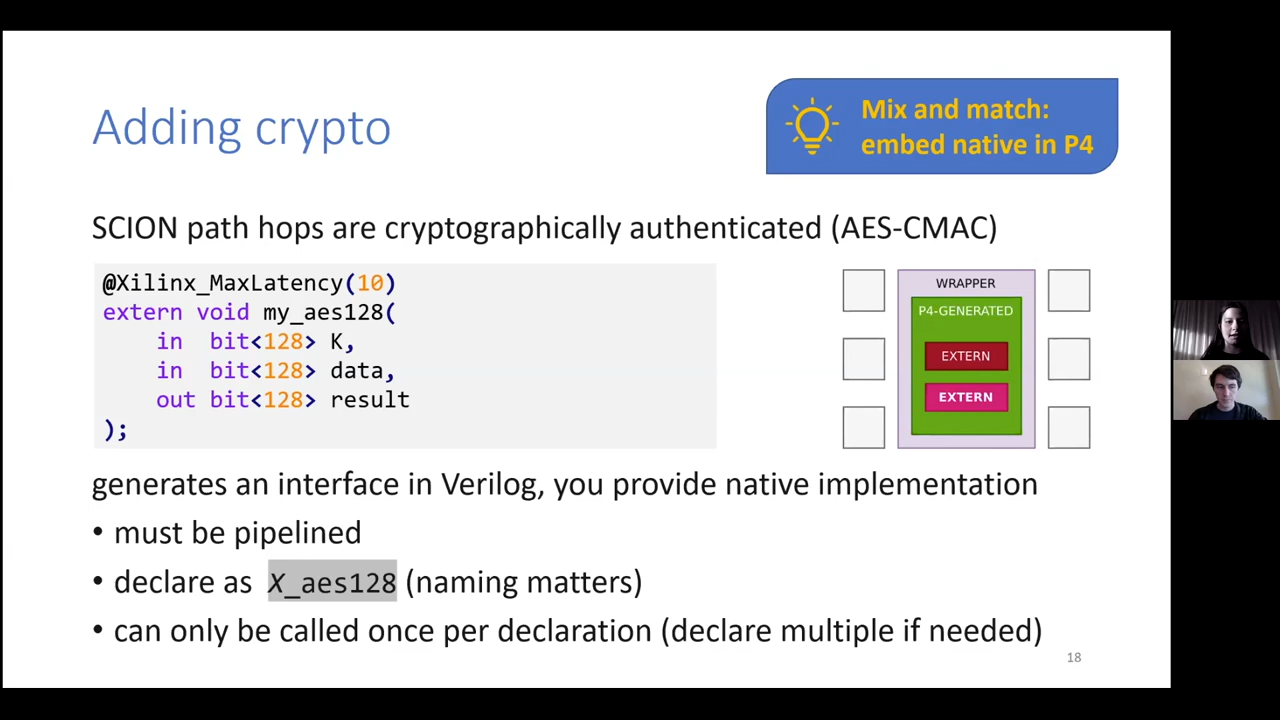 Adding crypto
Mix and match:
embed native in P4
SCION path hops are cryptographically authenticated (AES-CMAC)
@Xilinx_MaxLatency(10)
extern void my_aes128(
in bit<128> K,
in bit<128> data,
out bit<128> result
);
WRAPPER
P4-GENERATED
EXTERN
EXTERN
generates an interface in Verilog, you provide native implementation
• must be pipelined
• declare as X_aes128 (naming matters)
• can only be called once per declaration (declare multiple if needed)
18